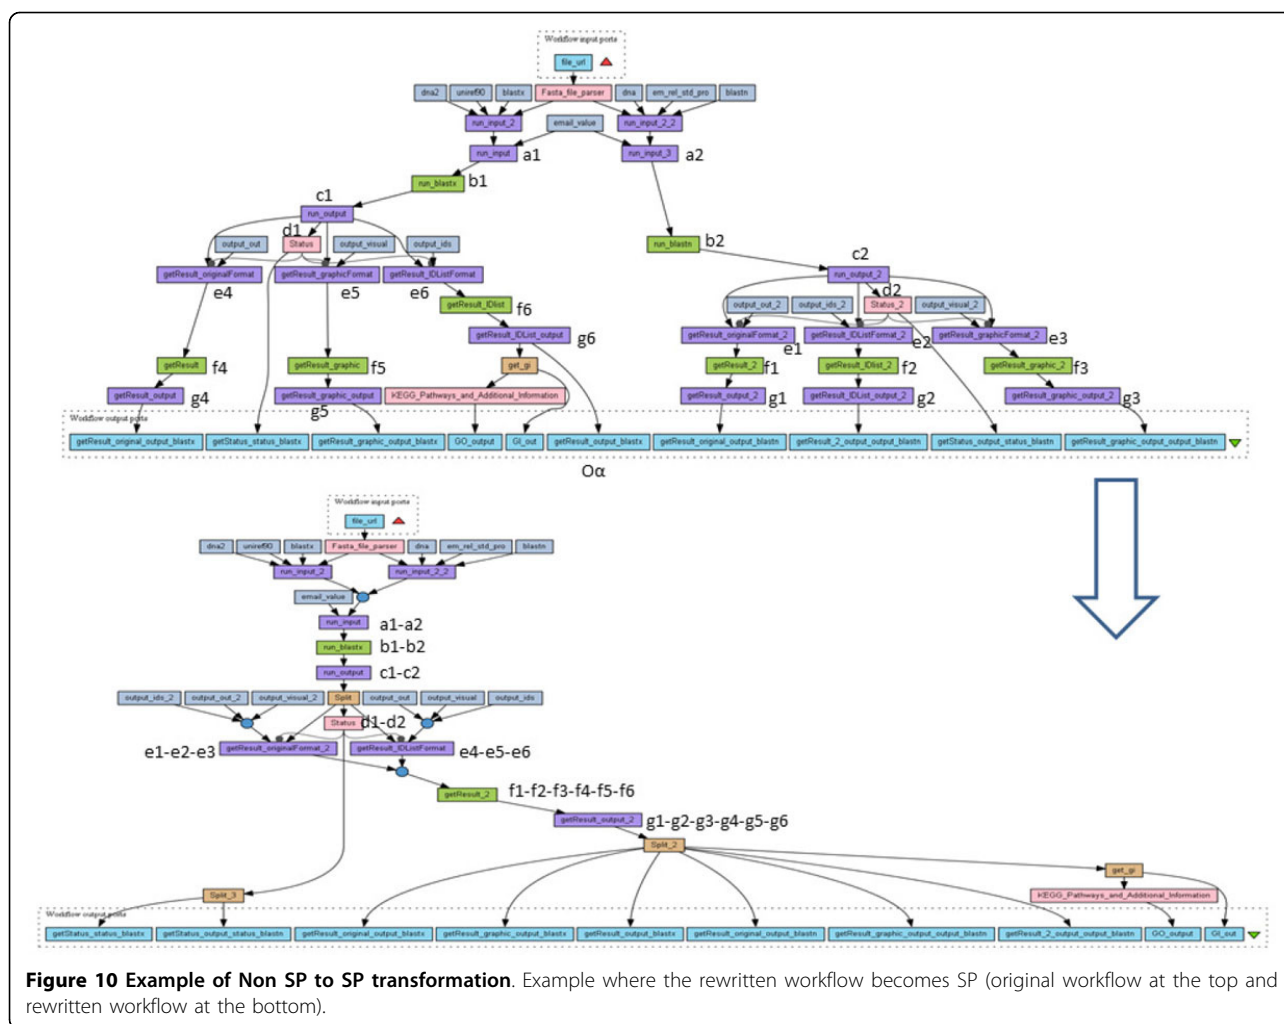 Workflow input ports
file_url
dna2 uniref90 blastx Fasta_file_parser dna em_rel_std_pro blastn
run_input_2 email_value run_input_2_2
run_input a1 run_input_3 a2
run_blastx b1
c1
run_output
d1
output_out Status output_visual output_ids run_blastn b2
c2
getResult_originalFormat getResult_graphicFormat getResult_IDListFormat run_output_2
e4 e5 e6 d2
getResult_IDlist f6 output_out_2 output_ids_2 Status_2 output_visual_2
getResult_IDList_output g6 getResult_originalFormat_2 getResult_IDListFormat_2 getResult_graphicFormat_2 e3
e1 e2
getResult f4 getResult_graphic f5 get_gi getResult_2 f1 getResult_IDlist_2 f2 getResult_graphic_2 f3
getResult_output g4 getResult_graphic_output g5 KEGG_Pathways_and_Additional_Information getResult_output_2 g1 getResult_IDList_output_2 g2 getResult_graphic_output_2 g3
Workflow output ports
getResult_original_output_blastx getStatus_status_blastx getResult_graphic_output_blastx GO_output GI_out getResult_output_blastx getResult_original_output_blastn getResult_2_output_output_blastn getStatus_output_status_blastn getResult_graphic_output_output_blastn
Oα
Workflow input ports
file_url
dna2 uniref90 blastx Fasta_file_parser dna em_rel_std_pro blastn
run_input_2 run_input_2_2
email_value
run_input a1-a2
run_blastx b1-b2
run_output c1-c2
output_ids_2 output_out_2 output_visual_2 Split output_out output_visual output_ids
Status d1-d2
e1-e2-e3 getResult_originalFormat_2 getResult_IDListFormat e4-e5-e6
getResult_2 f1-f2-f3-f4-f5-f6
getResult_output_2 g1-g2-g3-g4-g5-g6
Split_2
get_gi
Split_3 KEGG_Pathways_and_Additional_Information
Workflow output ports
getStatus_status_blastx getStatus_output_status_blastn getResult_original_output_blastx getResult_graphic_output_blastx getResult_output_blastx getResult_original_output_blastn getResult_graphic_output_output_blastn getResult_2_output_output_blastn GO_output GI_out
Figure 10 Example of Non SP to SP transformation. Example where the rewritten workflow becomes SP (original workflow at the top and
rewritten workflow at the bottom).